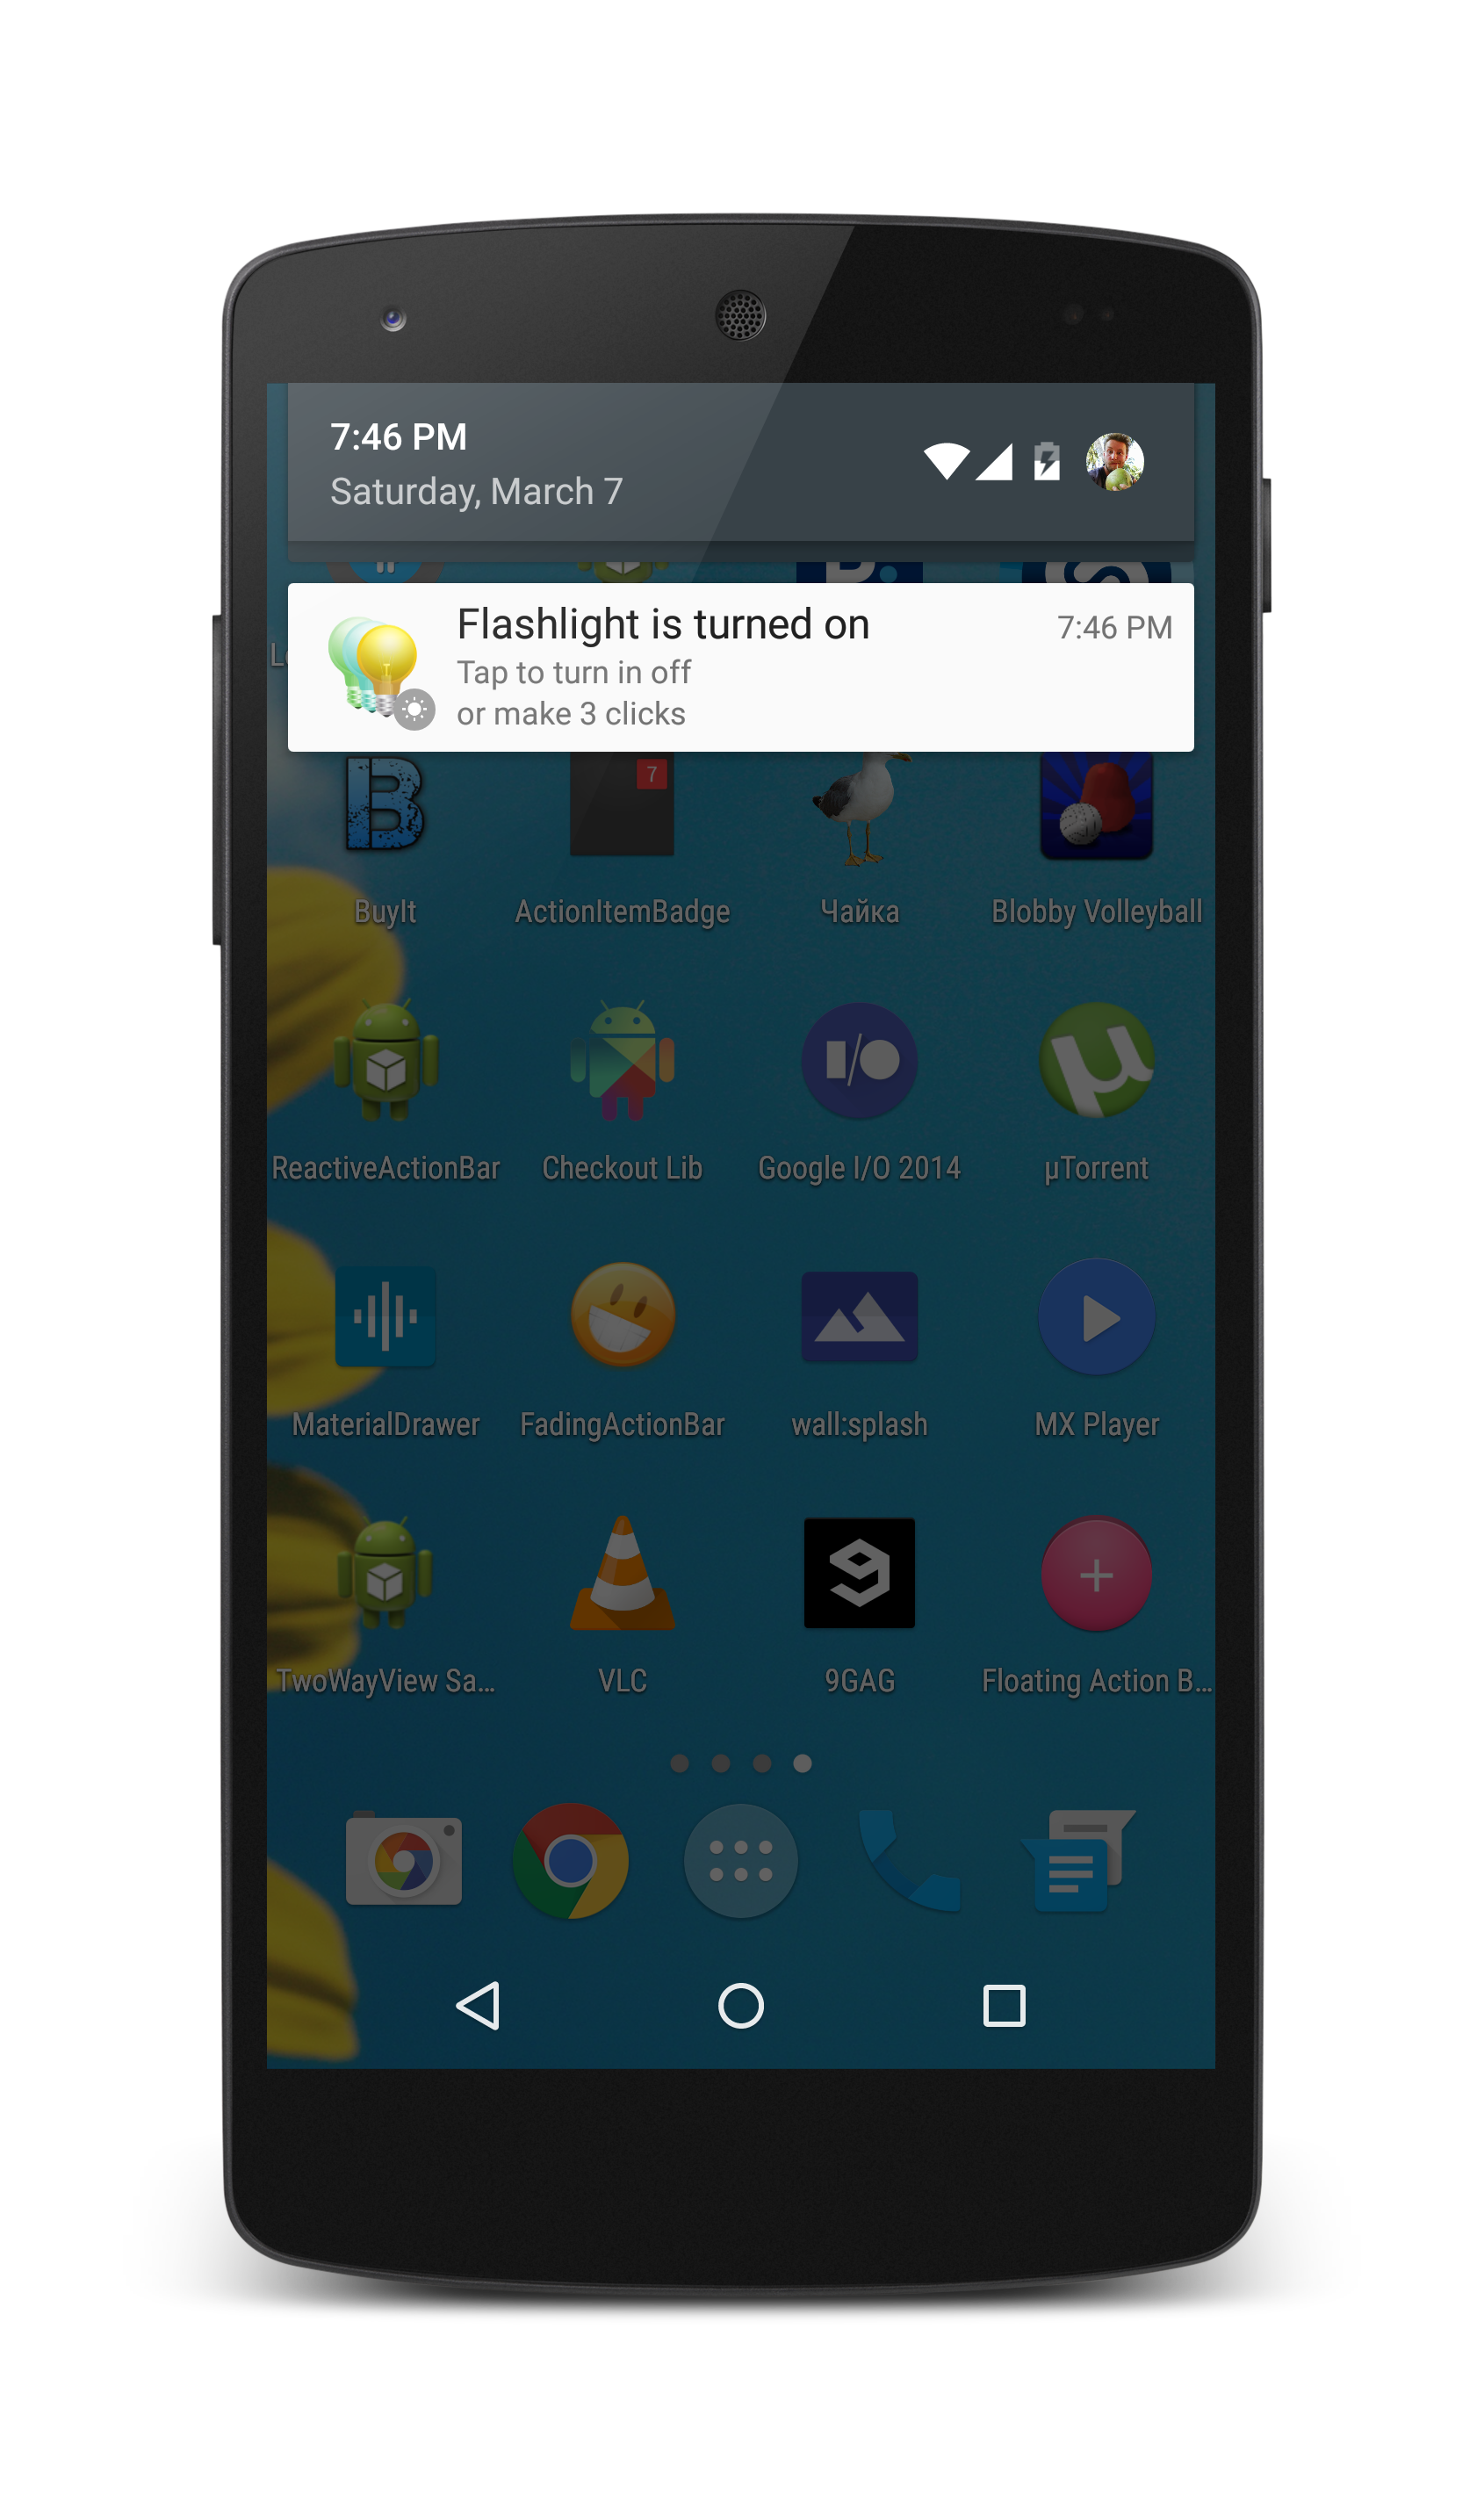 7:46 PM
Saturday, March 7
Flashlight is turned on
7:46 PM
Tap to turn in off
or make 3 clicks
7
BuyIt
ActionItemBadge
Чайка
Blobby Volleyball
I/O
ReactiveActionBar
Checkout Lib
Google I/O 2014
µTorrent
MaterialDrawer
FadingActionBar
wall:splash
MX Player
TwoWayView Sa...
VLC
9GAG
Floating Action B...